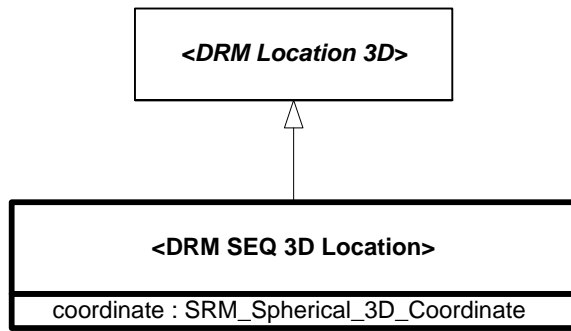 <DRM Location 3D>
<DRM SEQ 3D Location>
coordinate : SRM_Spherical_3D_Coordinate